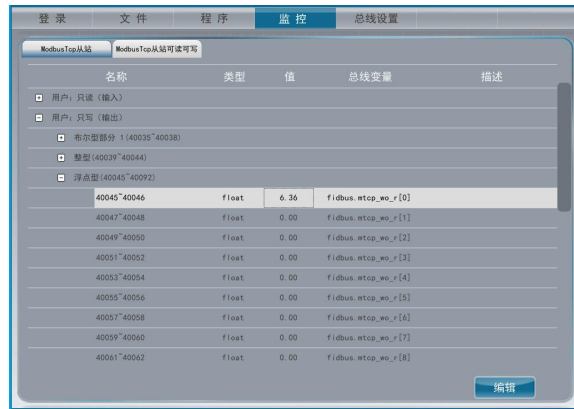 登 录 文 件 程 序 监 控 总线设置
ModbusTcp从站 ModbusTcp从站可读可写
名称 类型 值 总线变量 描述
用户：只读（输入）
用户：只写（输出）
布尔型部分 1(40035~40038)
整型(40039~40044)
浮点型(40045~40092)
40045~40046 float 6.36 fidbus.mtcp_wo_r[0]
40047~40048 float 0.00 fidbus.mtcp_wo_r[1]
40049~40050 float 0.00 fidbus.mtcp_wo_r[2]
40051~40052 float 0.00 fidbus.mtcp_wo_r[3]
40053~40054 float 0.00 fidbus.mtcp_wo_r[4]
40055~40056 float 0.00 fidbus.mtcp_wo_r[5]
40057~40058 float 0.00 fidbus.mtcp_wo_r[6]
40059~40060 float 0.00 fidbus.mtcp_wo_r[7]
40061~40062 float 0.00 fidbus.mtcp_wo_r[8]
编辑